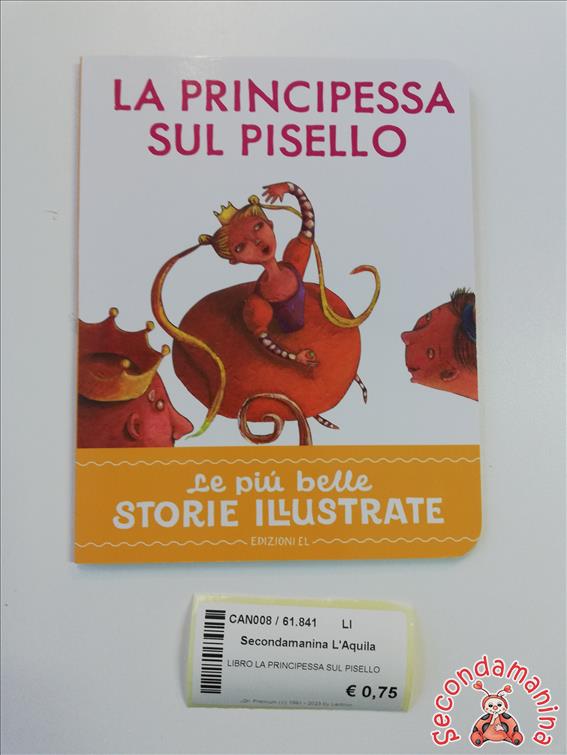 LA PRINCIPESSA
SUL PISELLO
Le piú belle
STORIE ILLUSTRATE
EDIZIONI EL
CAN008 / 61.841 LI
Secondamanina L'Aquila
LIBRO LA PRINCIPESSA SUL PISELLO
€ 0,75
Secondamanina